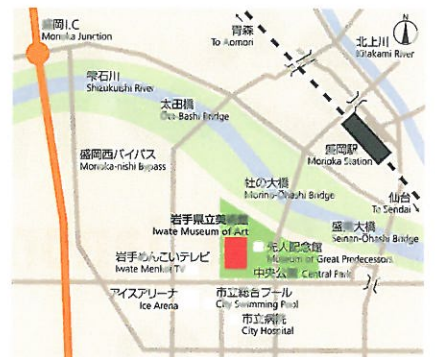 盛岡I.C
Morioka Junction
青森
To Aomori
北上川
Kitakami River
N
雫石川
Shizukuishi River
太田橋
Ota-Bashi Bridge
盛岡西バイパス
Morioka-nishi Bypass
盛岡駅
Morioka Station
杜の大橋
Morino-Ohashi Bridge
仙台
To Sendai
岩手県立美術館
Iwate Museum of Art
盛南大橋
Seinan-Ohashi Bridge
先人記念館
Museum of Great Predecessors
岩手めんこいテレビ
Iwate Menkoi TV
中央公園 Central Park
アイスアリーナ
Ice Arena
市立総合プール
City Swimming Pool
市立病院
City Hospital